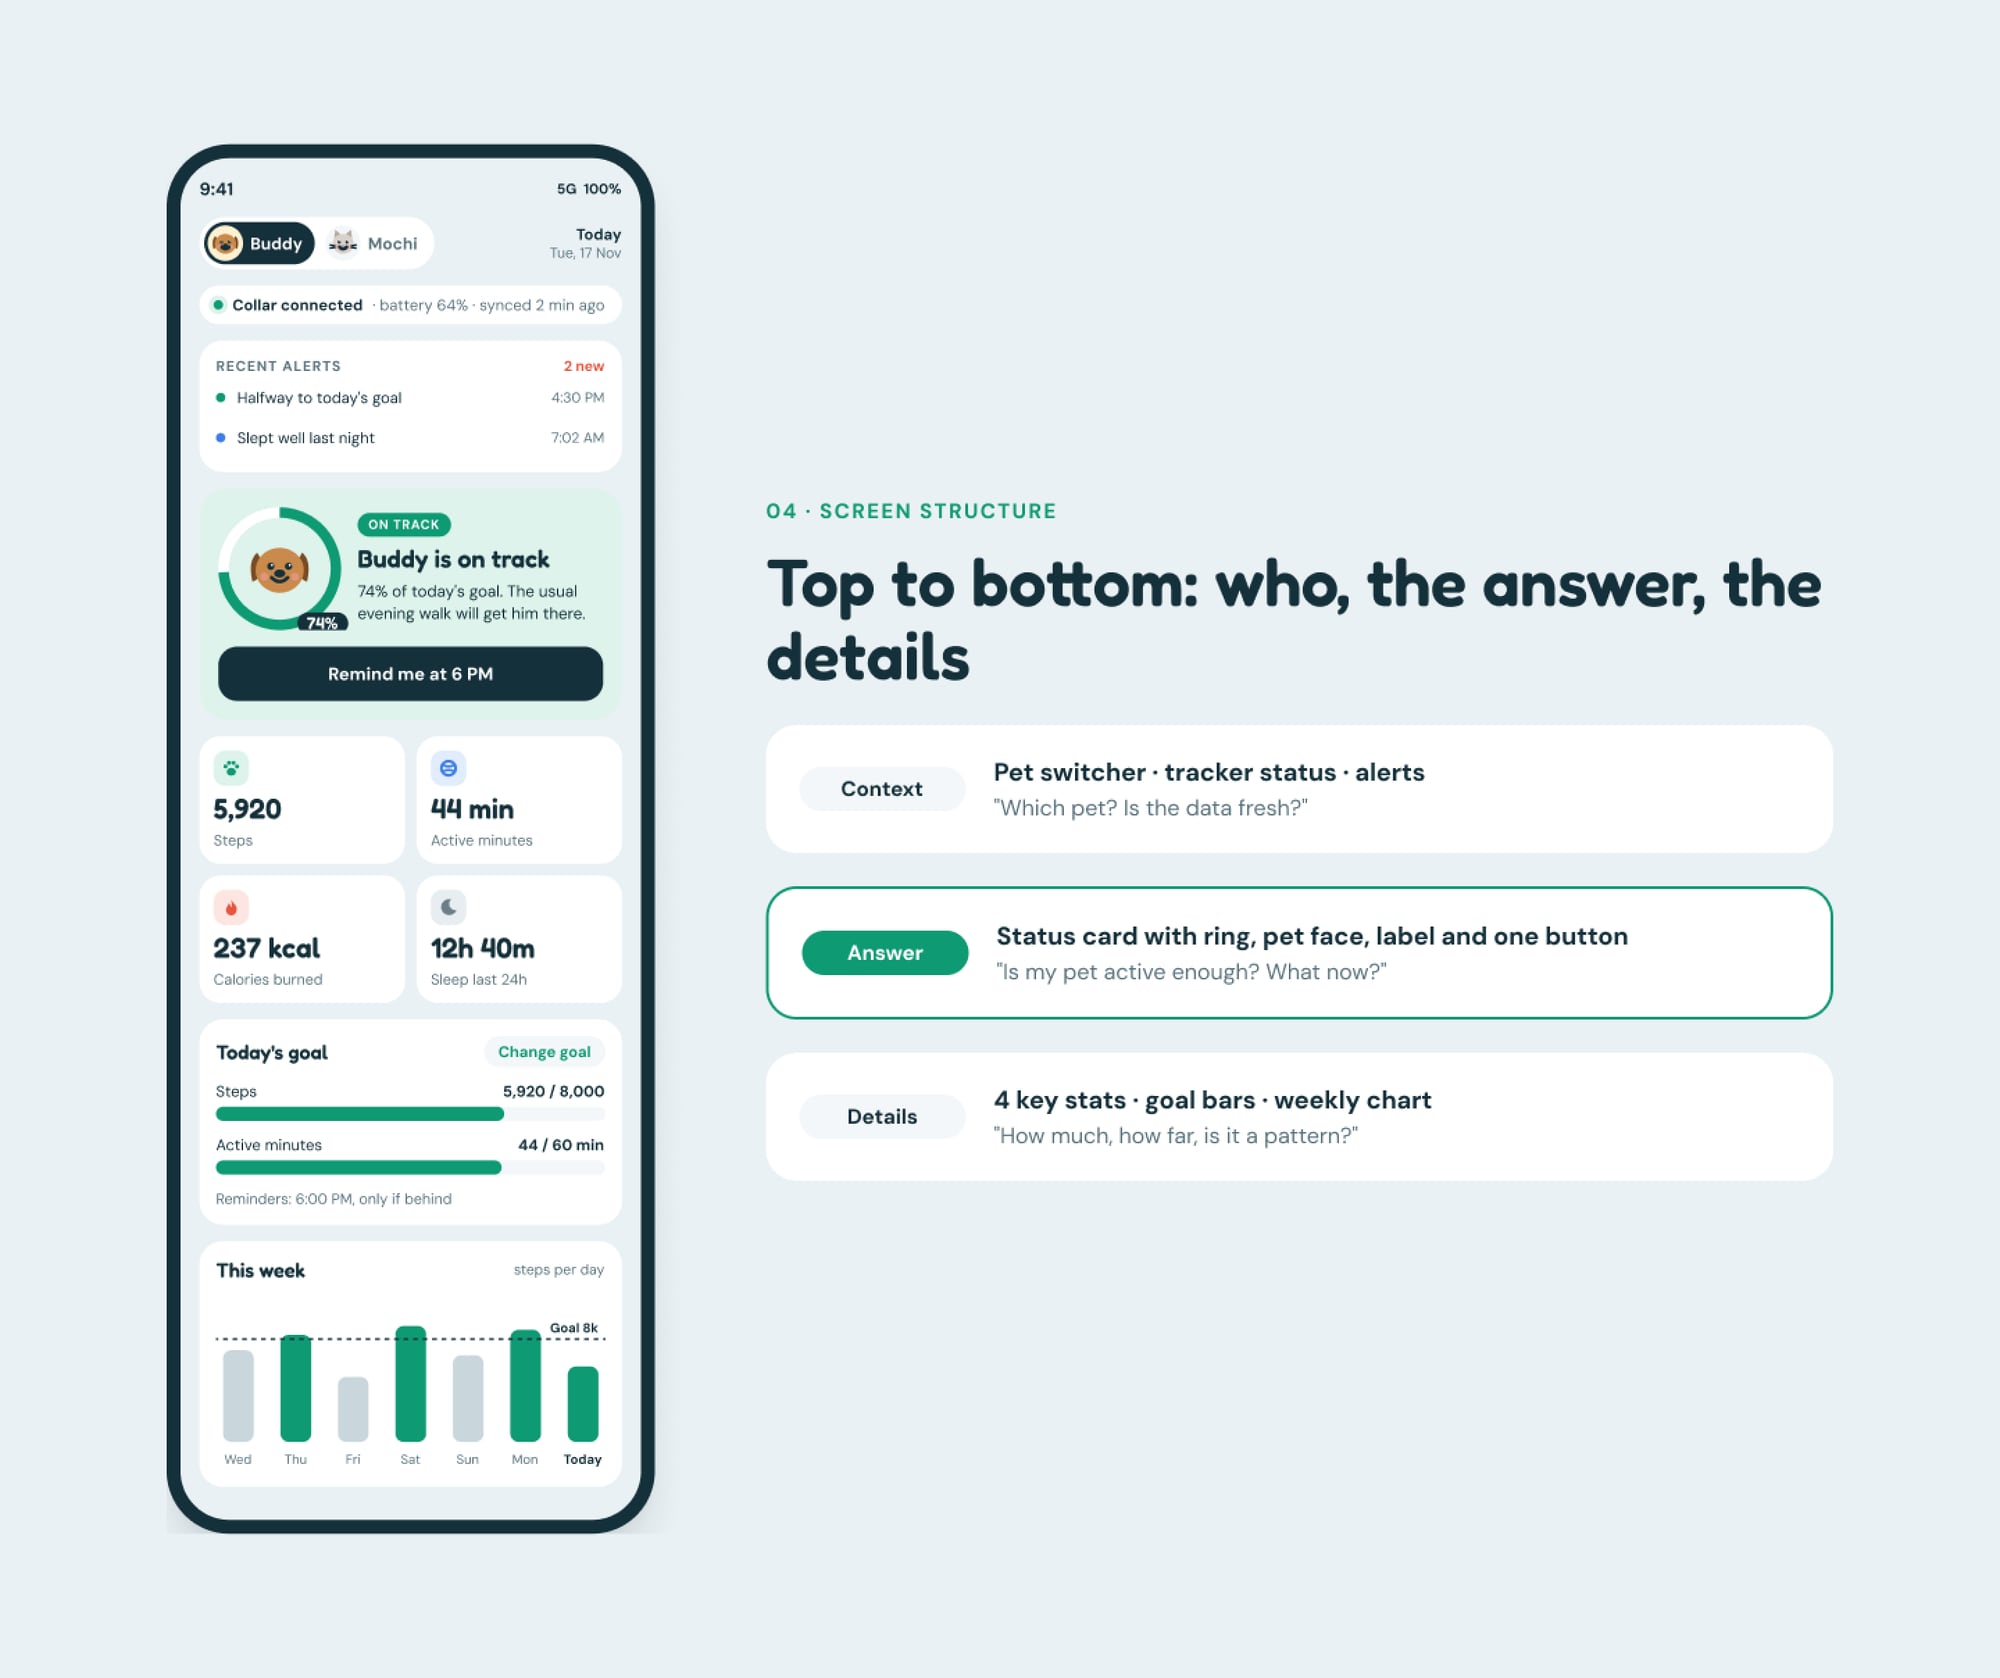 9:41
5G 100%
Buddy
Mochi
Today
Tue, 17 Nov
Collar connected · battery 64% · synced 2 min ago
RECENT ALERTS
2 new
Halfway to today's goal
4:30 PM
Slept well last night
7:02 AM
ON TRACK
Buddy is on track
74% of today's goal. The usual
evening walk will get him there.
74%
Remind me at 6 PM
5,920
Steps
44 min
Active minutes
237 kcal
Calories burned
12h 40m
Sleep last 24h
Today's goal
Change goal
Steps
5,920 / 8,000
Active minutes
44 / 60 min
Reminders: 6:00 PM, only if behind
This week
steps per day
Goal 8k
Wed
Thu
Fri
Sat
Sun
Mon
Today
04 · SCREEN STRUCTURE
Top to bottom: who, the answer, the
details
Context
Pet switcher · tracker status · alerts
"Which pet? Is the data fresh?"
Answer
Status card with ring, pet face, label and one button
"Is my pet active enough? What now?"
Details
4 key stats · goal bars · weekly chart
"How much, how far, is it a pattern?"